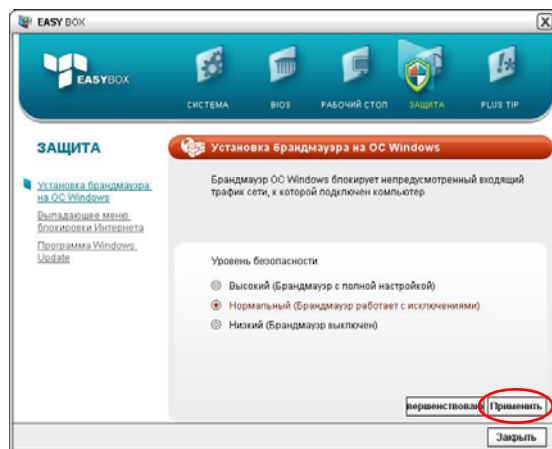 EASY BOX
EASYBOX
СИСТЕМА
BIOS
РАБОЧИЙ СТОЛ
ЗАЩИТА
PLUS TIP
ЗАЩИТА
Установка брандмауэра
на ОС Windows
Выпадающее меню
блокировки Интернета
Программа Windows
Update
Установка брандмауэра на ОС Windows
Брандмауэр ОС Windows блокирует непредусмотренный входящий
трафик сети, к которой подключен компьютер
Уровень безопасности
Высокий (Брандмауэр с полной настройкой)
Нормальный (Брандмауэр работает с исключениями)
Низкий (Брандмауэр выключен)
вершенствован
Применить
Закрыть